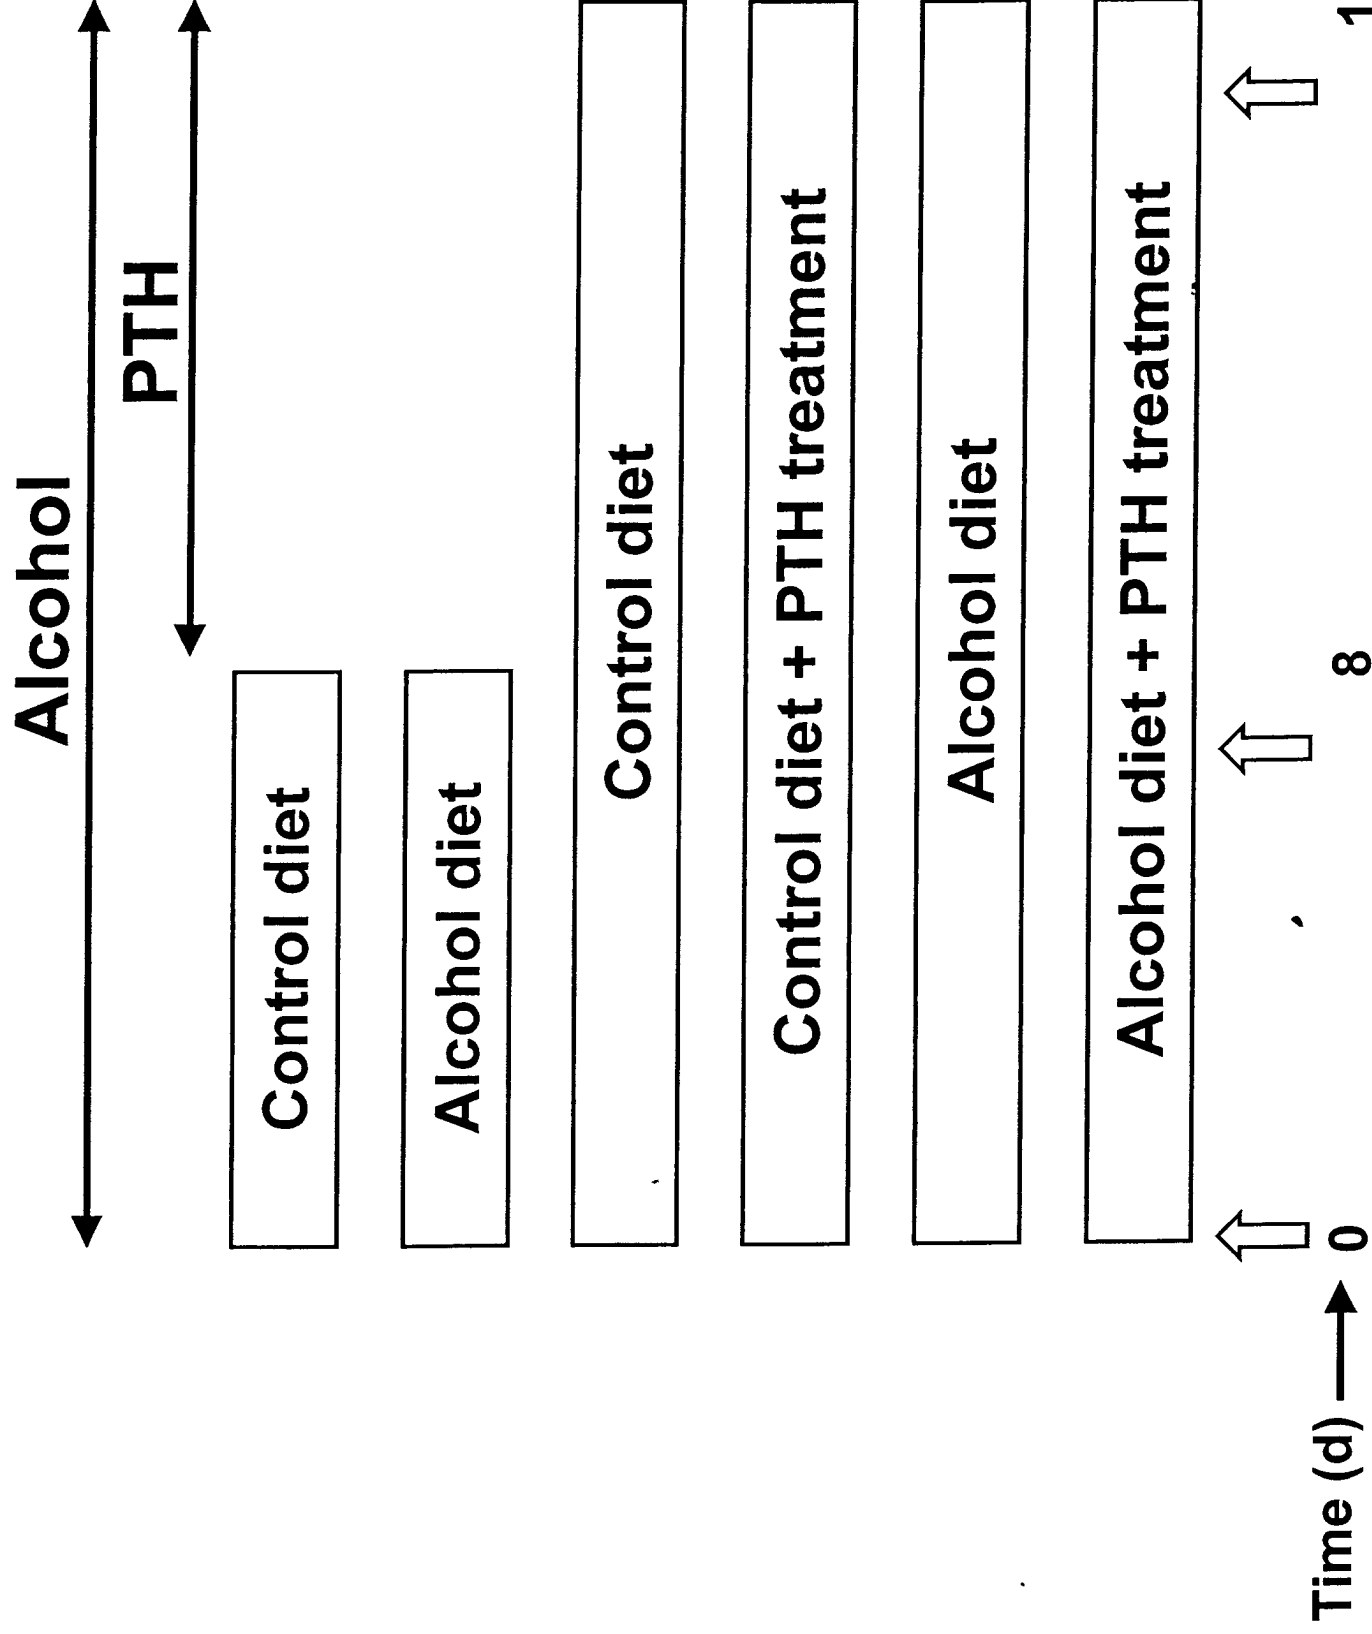 Alcohol
PTH
Control diet
Alcohol diet
Control diet
Control diet + PTH treatment
Alcohol diet
Alcohol diet + PTH treatment
Time (d) 0 8